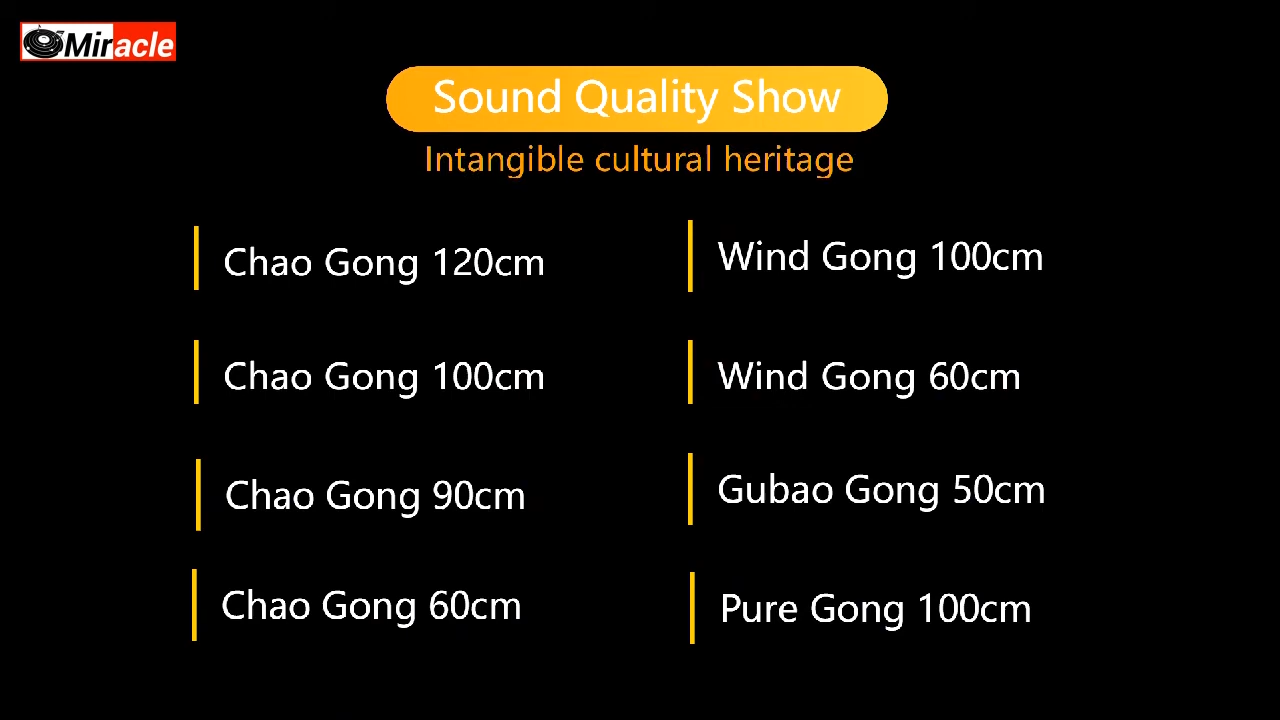 Miracle
Sound Quality Show
Intangible cultural heritage
Chao Gong 120cm
Chao Gong 100cm
Chao Gong 90cm
Chao Gong 60cm
Wind Gong 100cm
Wind Gong 60cm
Gubao Gong 50cm
Pure Gong 100cm